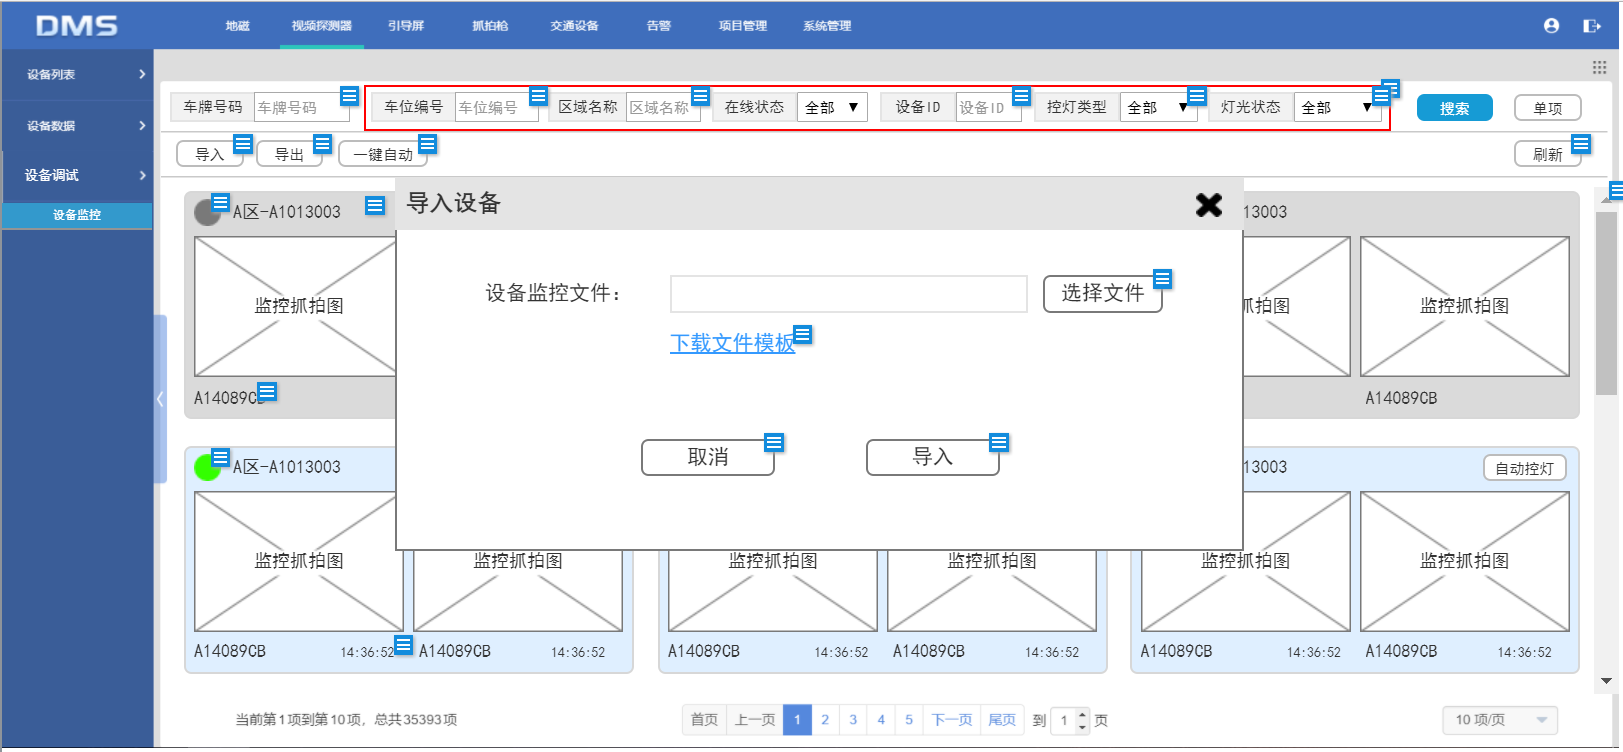 DMS 地磁 视频探测器 引导屏 抓拍枪 交通设备 告警 项目管理 系统管理
设备列表
设备数据
设备调试
设备监控
车牌号码 车牌号码 车位编号 车位编号 区域名称 区域名称 在线状态 全部 ▼ 设备ID 设备ID 控灯类型 全部 ▼ 灯光状态 全部 ▼ 搜索 单项
导入 导出 一键自动 刷新
A区-A1013003 1013003
导入设备
设备监控文件：
选择文件
下载文件模板
取消 导入
监控抓拍图 抓拍图 监控抓拍图
A14089CB A14089CB
A区-A1013003 1013003 自动控灯
监控抓拍图 监控抓拍图 监控抓拍图 监控抓拍图 监控抓拍图 监控抓拍图
A14089CB 14:36:52 A14089CB 14:36:52 A14089CB 14:36:52 A14089CB 14:36:52 A14089CB 14:36:52 A14089CB 14:36:52
当前第1项到第10项，总共35393项 首页 上一页 1 2 3 4 5 下一页 尾页 到 1 页 10 项/页